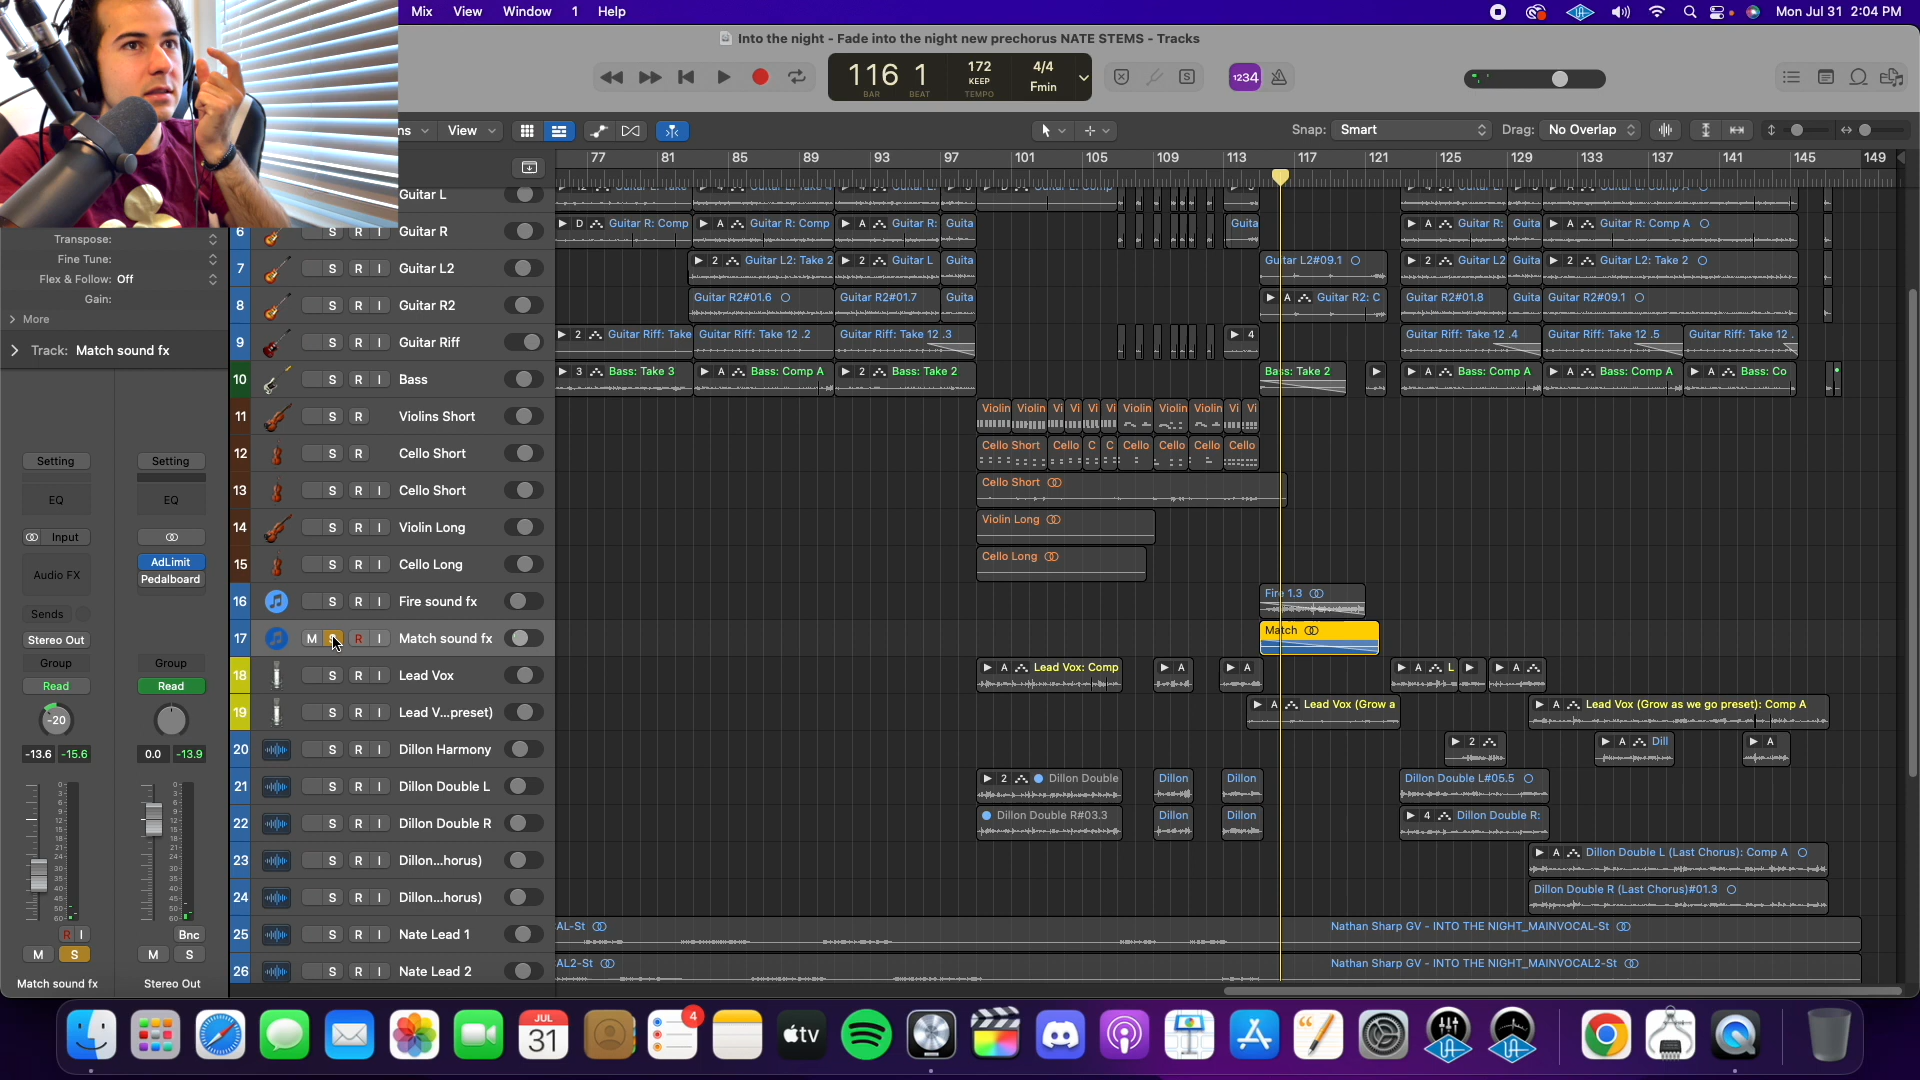 Mix View Window 1 Help
Mon Jul 31 2:04 PM
Into the night - Fade into the night new prechorus NATE STEMS - Tracks
116 1 172 4/4
KEEP Fmin
BAR BEAT TEMPO
S 1234
ns View Snap: Smart Drag: No Overlap
77 81 85 89 93 97 101 105 109 113 117 121 125 129 133 137 141 145 149
Guitar L
6 S R I Guitar R D Guitar R: Comp A Guitar R: Comp A Guitar R: Guita Guita A Guitar R: Guita A Guitar R: Comp A
7 S R I Guitar L2 2 Guitar L2: Take 2 2 Guitar L Guita Guitar L2#09.1 2 Guitar L2 Guita 2 Guitar L2: Take 2
8 S R I Guitar R2 Guitar R2#01.6 Guitar R2#01.7 Guita A Guitar R2: C Guitar R2#01.8 Guita Guitar R2#09.1
9 S R I Guitar Riff 2 Guitar Riff: Take Guitar Riff: Take 12 .2 Guitar Riff: Take 12 .3 4 Guitar Riff: Take 12 .4 Guitar Riff: Take 12 .5 Guitar Riff: Take 12 .
10 S R I Bass 3 Bass: Take 3 A Bass: Comp A 2 Bass: Take 2 Bass: Take 2 A Bass: Comp A A Bass: Comp A A Bass: Co
11 S R Violins Short Violin Violin Vi Vi Vi Vi Violin Violin Violin Vi Vi
12 S R Cello Short Cello Short Cello C C Cello Cello Cello Cello
13 S R I Cello Short Cello Short
14 S R I Violin Long Violin Long
15 S R I Cello Long Cello Long
16 S R I Fire sound fx Fire 1.3
17 M S R I Match sound fx Match
18 S R I Lead Vox A Lead Vox: Comp A A A L A
19 S R I Lead V...preset) A Lead Vox (Grow a A Lead Vox (Grow as we go preset): Comp A
20 S R I Dillon Harmony 2 A Dill A
21 S R I Dillon Double L 2 Dillon Double Dillon Dillon Dillon Double L#05.5
22 S R I Dillon Double R Dillon Double R#03.3 Dillon Dillon 4 Dillon Double R:
23 S R I Dillon...horus) A Dillon Double L (Last Chorus): Comp A
24 S R I Dillon...horus) Dillon Double R (Last Chorus)#01.3
25 S R I Nate Lead 1 AL-St Nathan Sharp GV - INTO THE NIGHT_MAINVOCAL-St
26 S R I Nate Lead 2 AL2-St Nathan Sharp GV - INTO THE NIGHT_MAINVOCAL2-St
Transpose:
Fine Tune:
Flex & Follow: Off
Gain:
More
Track: Match sound fx
Setting Setting
EQ EQ
Input
Audio FX AdLimit
Pedalboard
Sends
Stereo Out
Group Group
Read Read
-20
-13.6 -15.6 0.0 -13.9
R I Bnc
M S M S
Match sound fx Stereo Out
JUL
31 4 tv